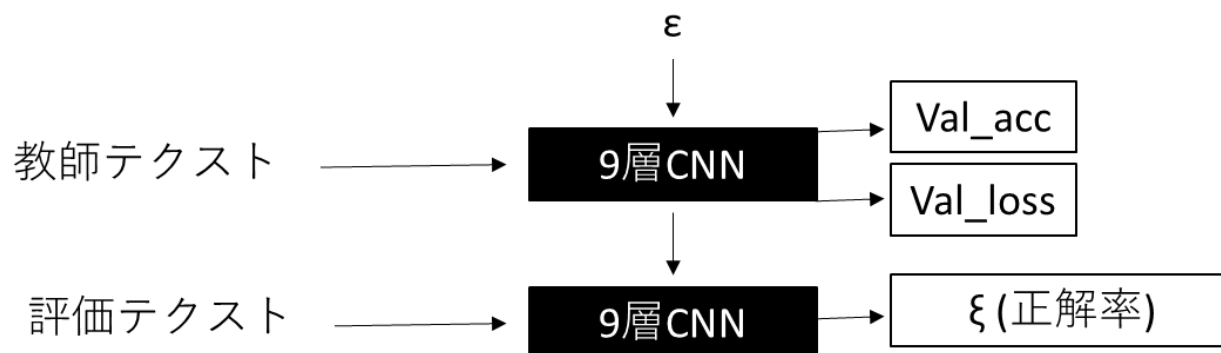 ε
教師テクスト
9層CNN
Val_acc
Val_loss
評価テクスト
9層CNN
ξ(正解率)